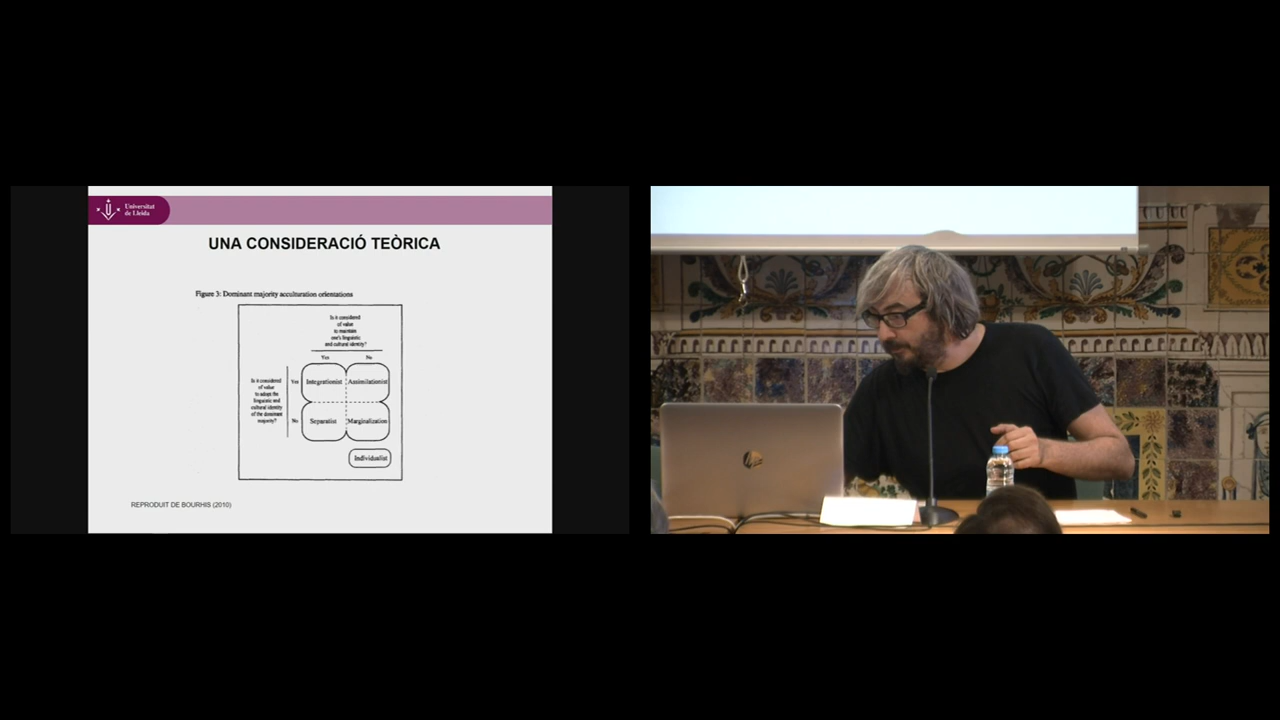 Universitat
de Lleida
UNA CONSIDERACIÓ TEÒRICA
Figure 3: Dominant majority acculturation orientations
Is it considered
of value
to maintain
one's linguistic
and cultural identity?
Yes No
Is it considered
of value
to adopt the
linguistic and
cultural identity
of the dominant
majority?
Yes Integrationist Assimilationist
No Separatist Marginalization
Individualist
REPRODUIT DE BOURHIS (2010)
hp